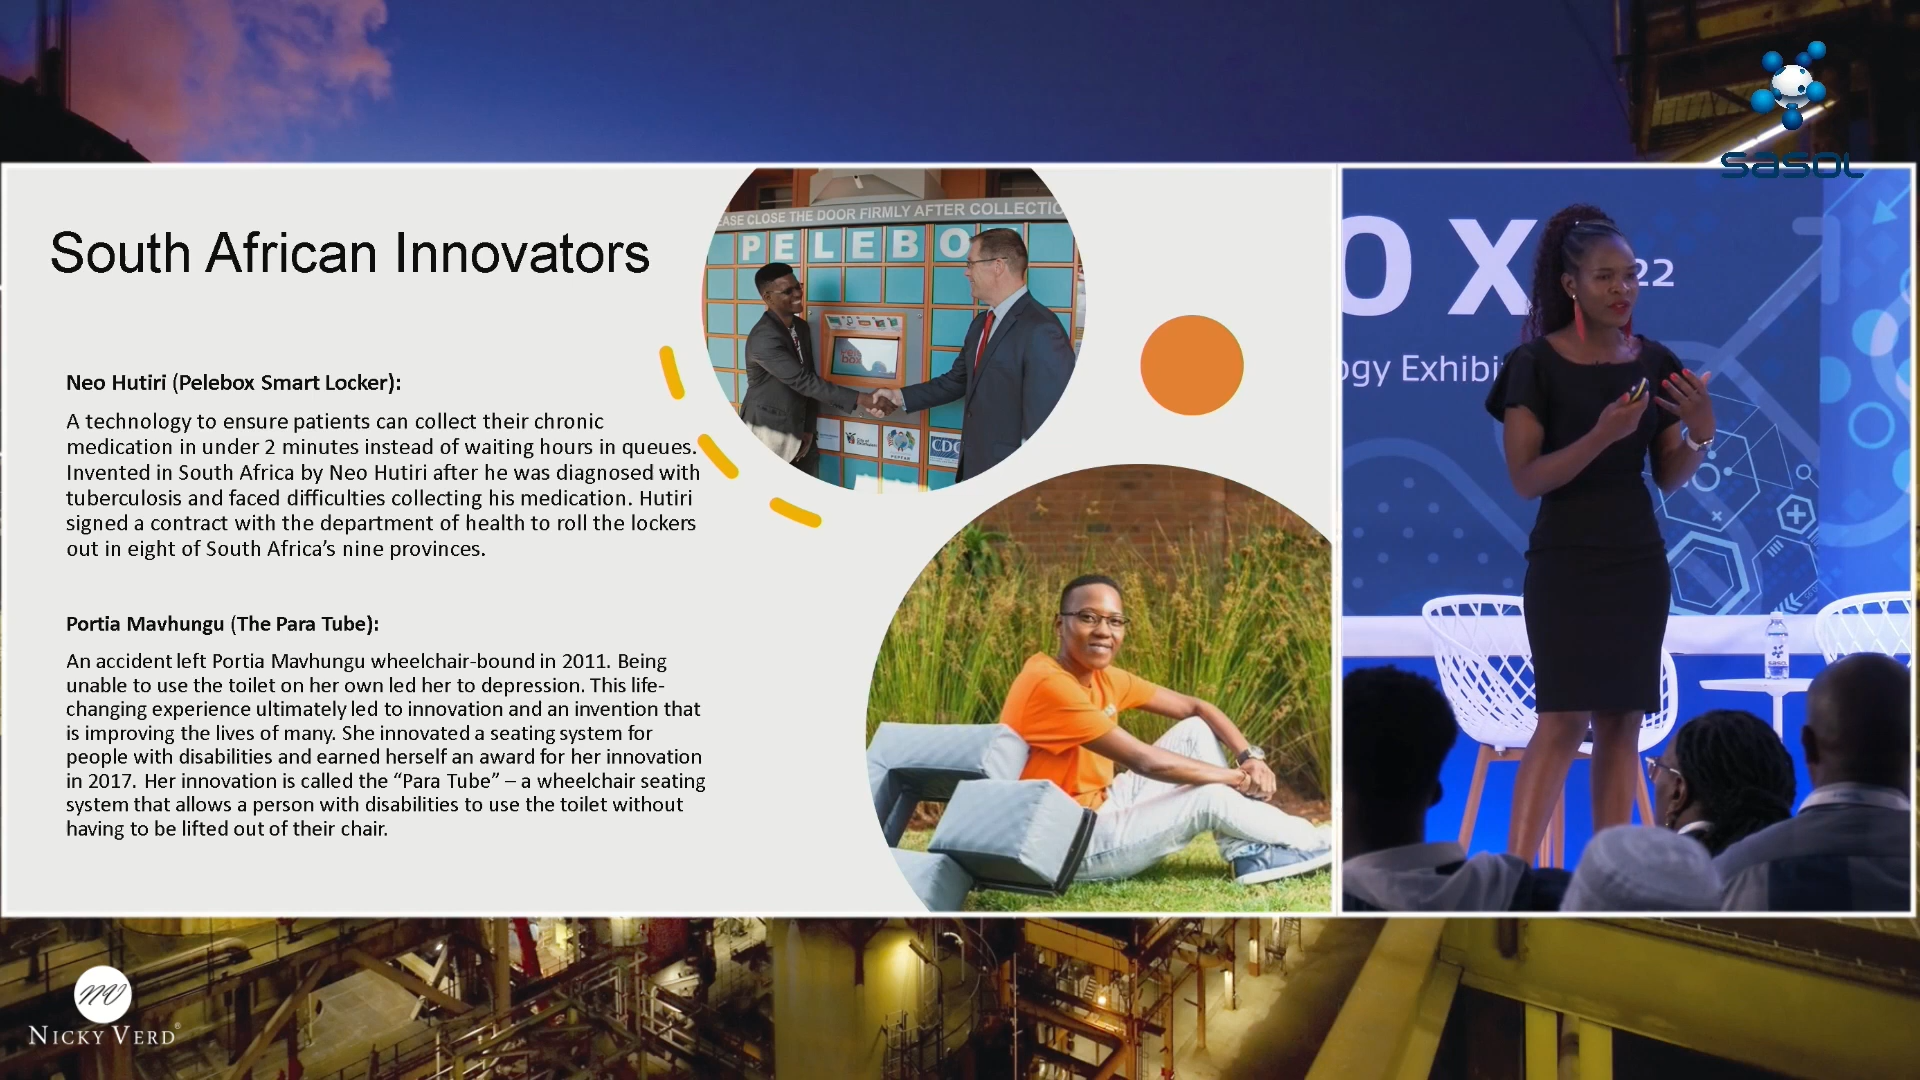 sasol
South African Innovators
Neo Hutiri (Pelebox Smart Locker):
A technology to ensure patients can collect their chronic
medication in under 2 minutes instead of waiting hours in queues.
Invented in South Africa by Neo Hutiri after he was diagnosed with
tuberculosis and faced difficulties collecting his medication. Hutiri
signed a contract with the department of health to roll the lockers
out in eight of South Africa’s nine provinces.
Portia Mavhungu (The Para Tube):
An accident left Portia Mavhungu wheelchair-bound in 2011. Being
unable to use the toilet on her own led her to depression. This life-
changing experience ultimately led to innovation and an invention that
is improving the lives of many. She innovated a seating system for
people with disabilities and earned herself an award for her innovation
in 2017. Her innovation is called the “Para Tube” – a wheelchair seating
system that allows a person with disabilities to use the toilet without
having to be lifted out of their chair.
EASE CLOSE THE DOOR FIRMLY AFTER COLLECTIO
PELEBOX
CDC
OX 22
ogy Exhibi
sasol
NV
NICKY VERD®